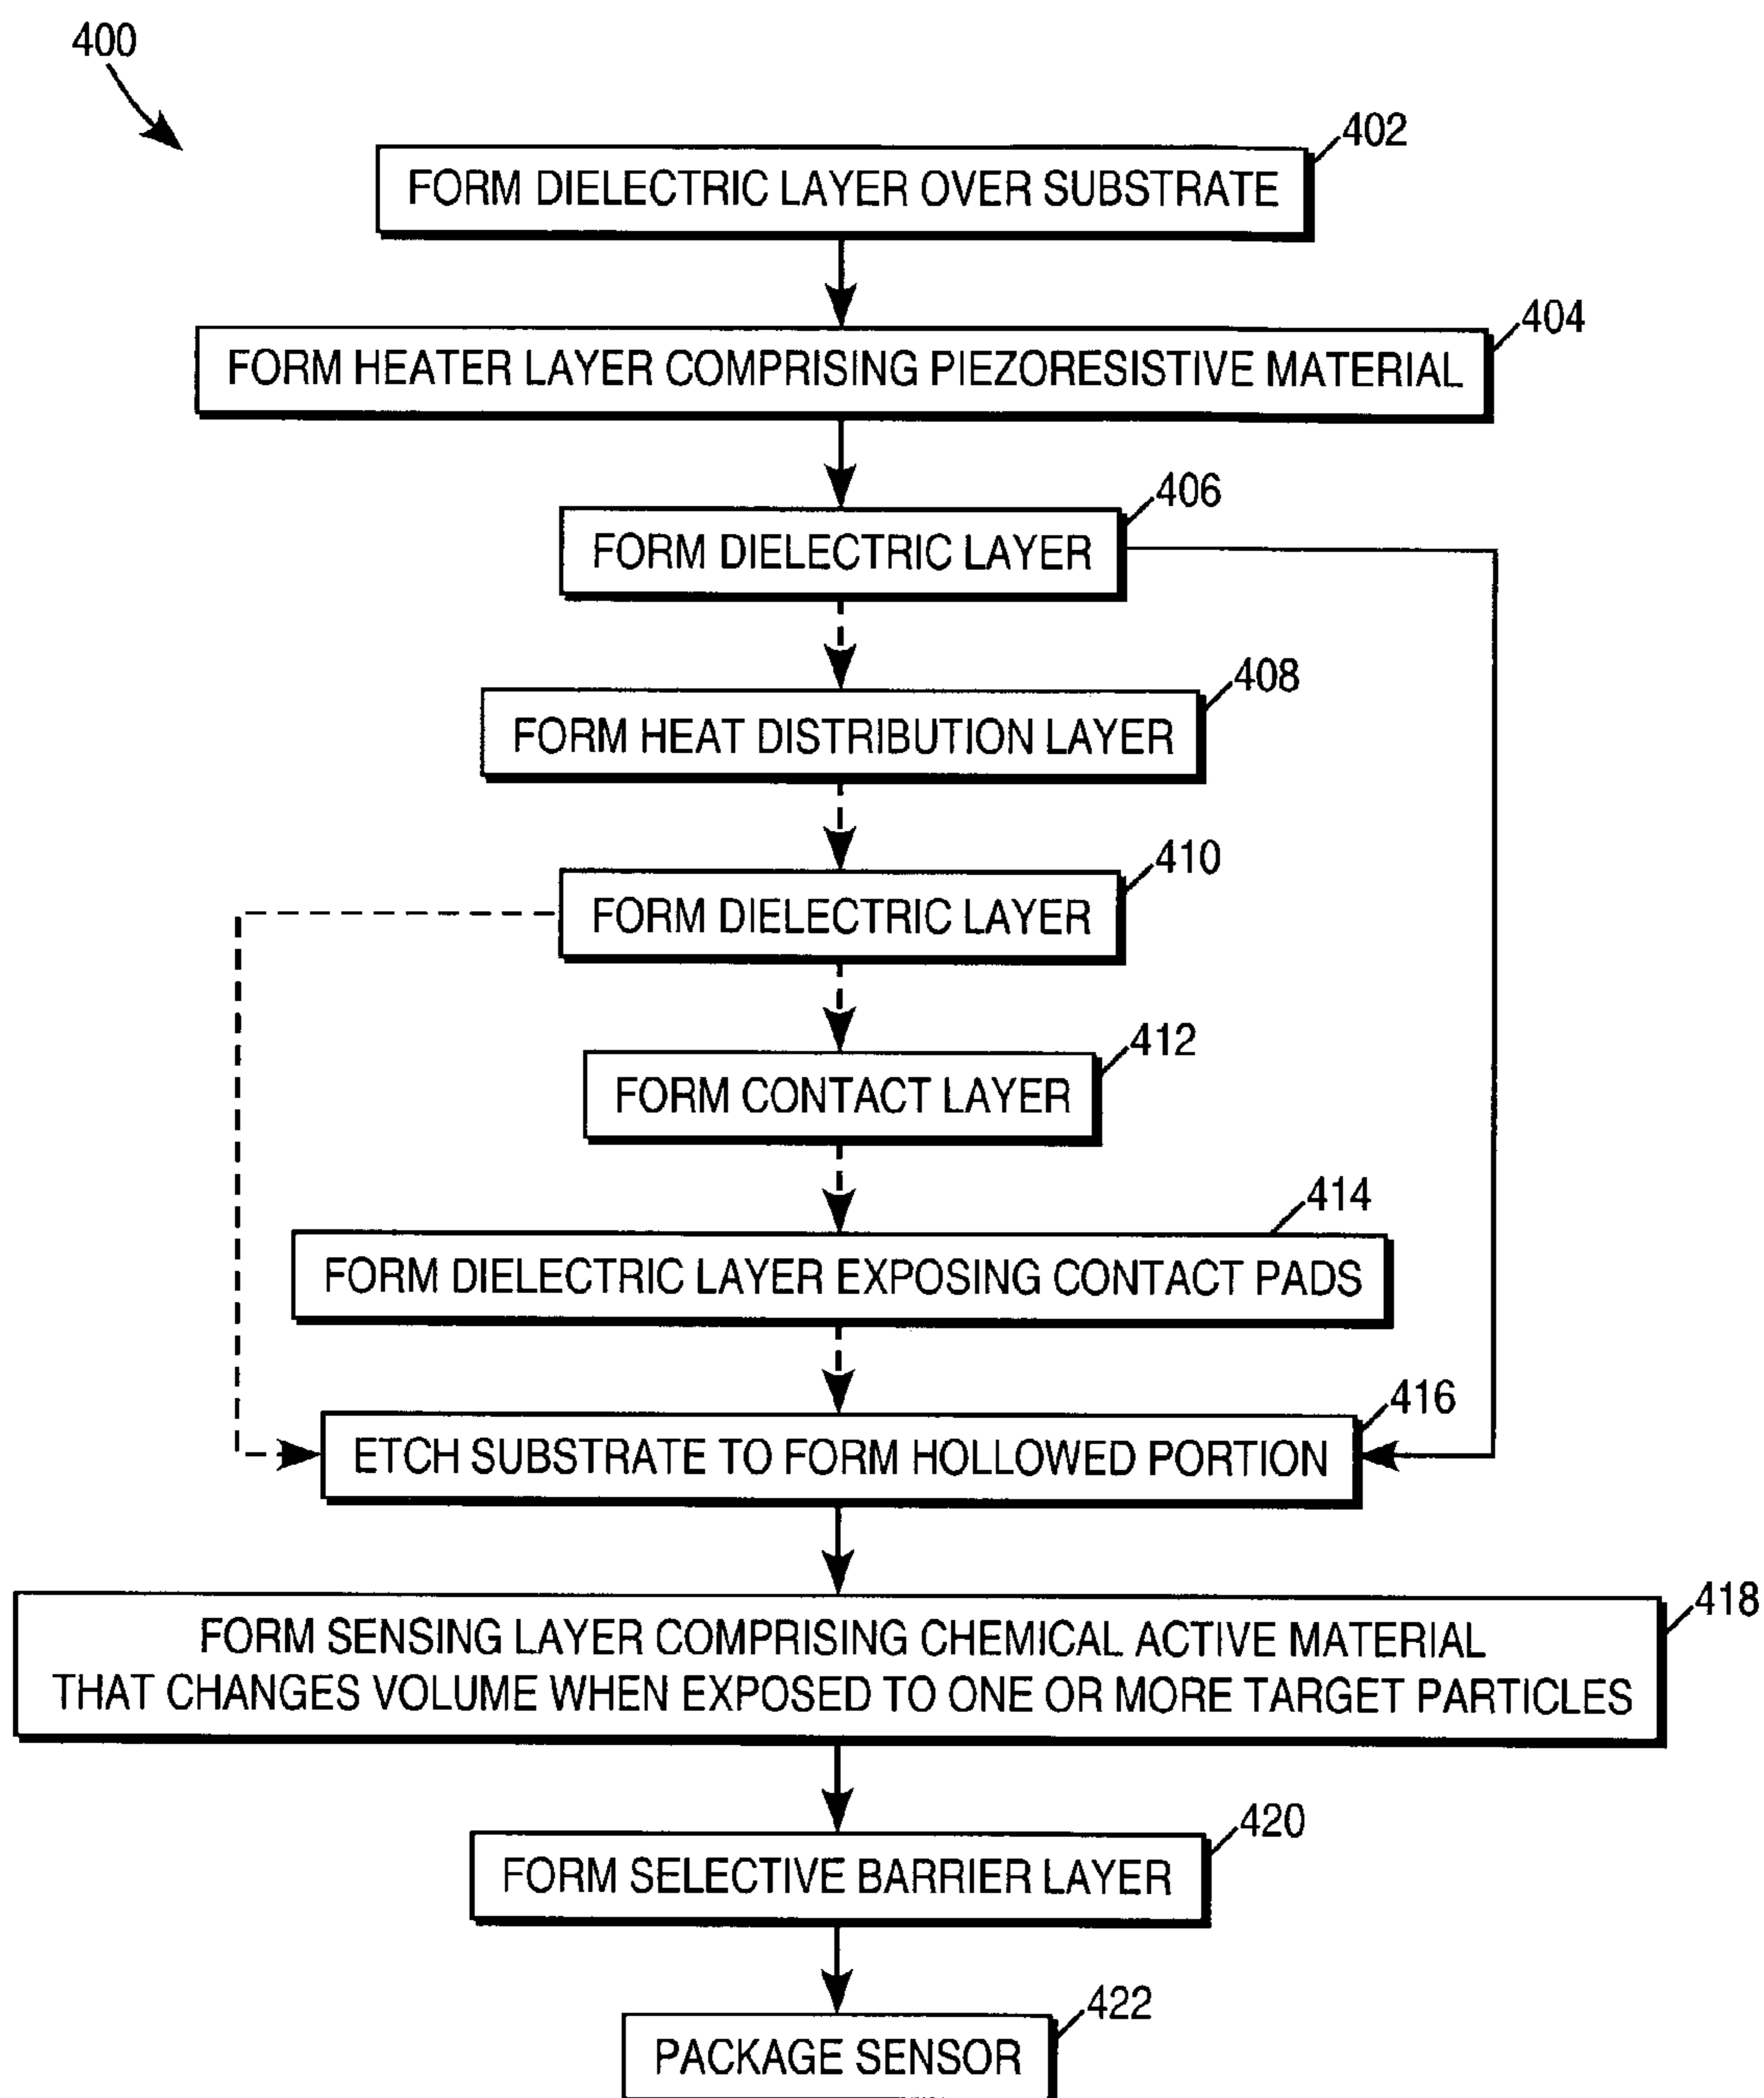 400
402
FORM DIELECTRIC LAYER OVER SUBSTRATE
404
FORM HEATER LAYER COMPRISING PIEZORESISTIVE MATERIAL
406
FORM DIELECTRIC LAYER
408
FORM HEAT DISTRIBUTION LAYER
410
FORM DIELECTRIC LAYER
412
FORM CONTACT LAYER
414
FORM DIELECTRIC LAYER EXPOSING CONTACT PADS
416
ETCH SUBSTRATE TO FORM HOLLOWED PORTION
418
FORM SENSING LAYER COMPRISING CHEMICAL ACTIVE MATERIAL
THAT CHANGES VOLUME WHEN EXPOSED TO ONE OR MORE TARGET PARTICLES
420
FORM SELECTIVE BARRIER LAYER
422
PACKAGE SENSOR